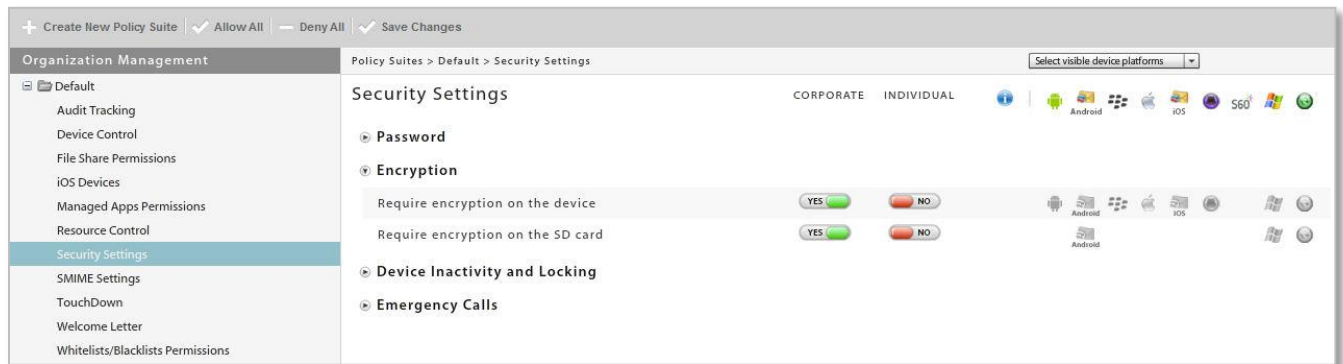 Create New Policy Suite Allow All Deny All Save Changes
Organization Management
Policy Suites > Default > Security Settings
Select visible device platforms
Default
Audit Tracking
Device Control
File Share Permissions
iOS Devices
Managed Apps Permissions
Resource Control
Security Settings
SMIME Settings
TouchDown
Welcome Letter
Whitelists/Blacklists Permissions
Security Settings
CORPORATE INDIVIDUAL
Android iOS S60
Password
Encryption
Require encryption on the device YES NO Android iOS
Require encryption on the SD card YES NO Android
Device Inactivity and Locking
Emergency Calls